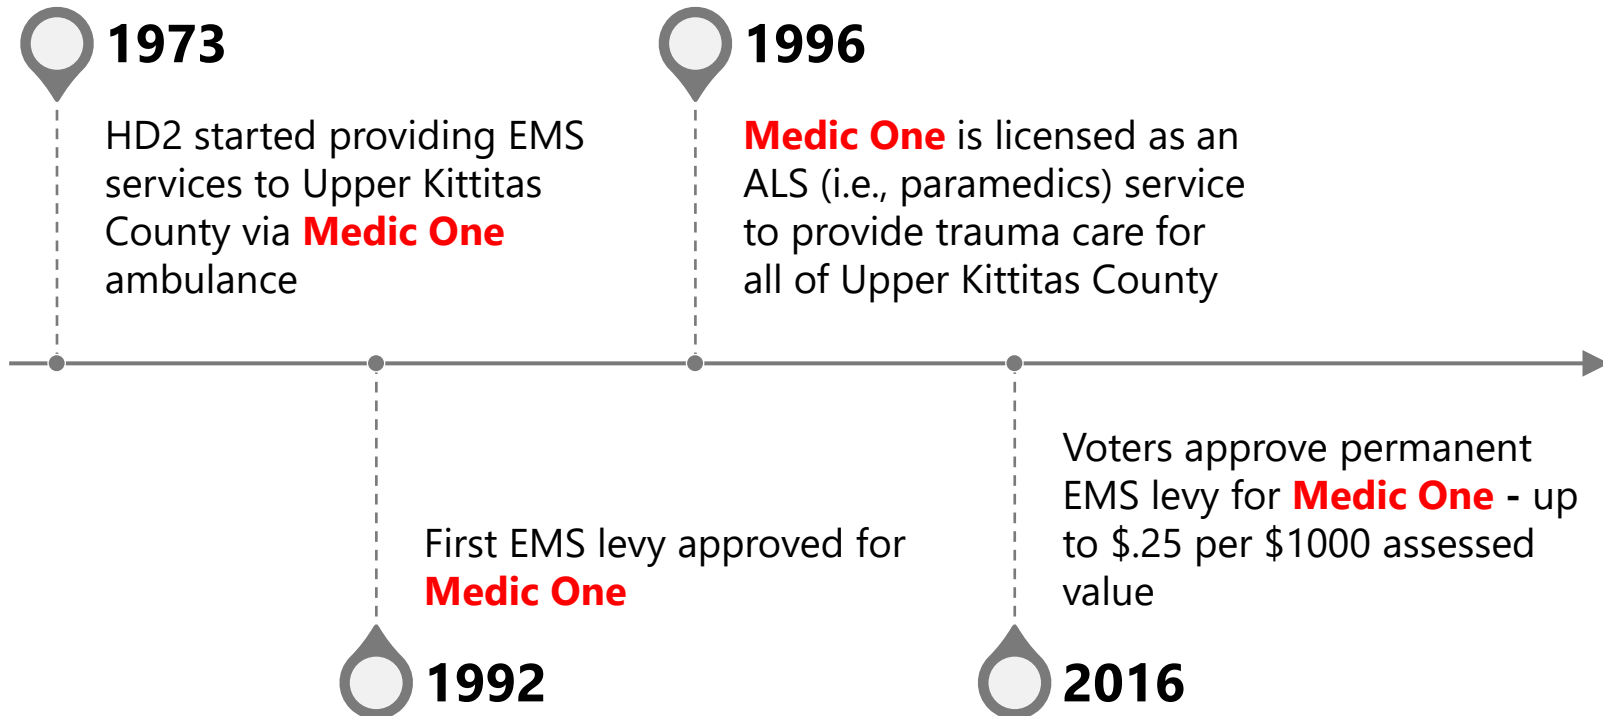 1973
HD2 started providing EMS
services to Upper Kittitas
County via Medic One
ambulance
1996
Medic One is licensed as an
ALS (i.e., paramedics) service
to provide trauma care for
all of Upper Kittitas County
First EMS levy approved for
Medic One
1992
Voters approve permanent
EMS levy for Medic One - up
to $.25 per $1000 assessed
value
2016